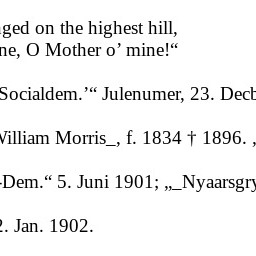 ged on the highest hill,
ne, O Mother o’ mine!“
Socialdem.’“ Julenumer, 23. Decb
William Morris_, f. 1834 † 1896. „
-Dem.“ 5. Juni 1901; „_Nyaarsgry
2. Jan. 1902.